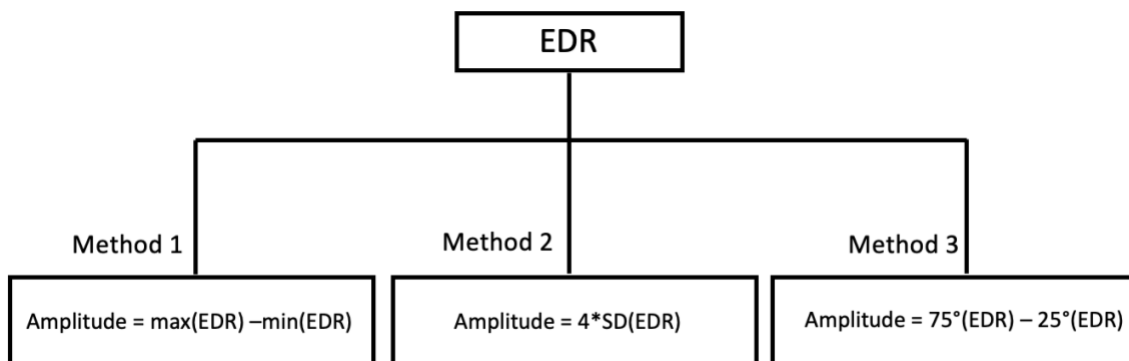 EDR
Method 1
Method 2
Method 3
Amplitude = max(EDR) –min(EDR)
Amplitude = 4*SD(EDR)
Amplitude = 75°(EDR) – 25°(EDR)